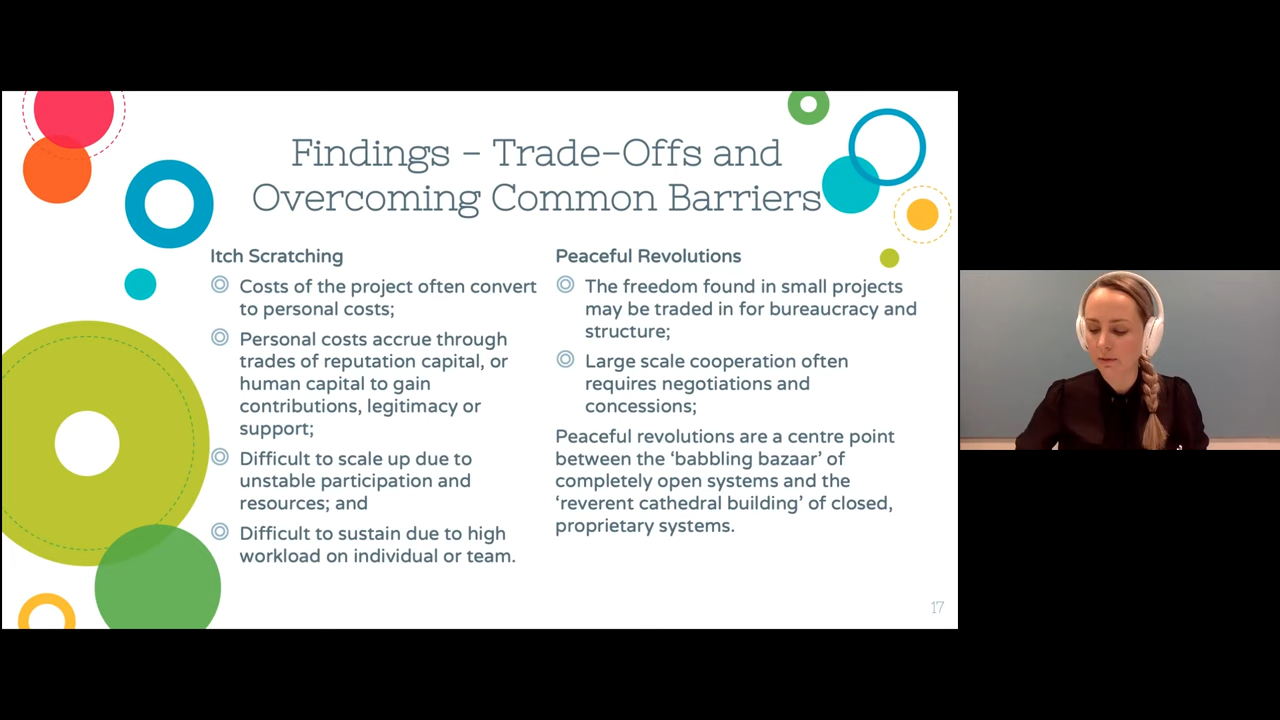 Findings – Trade-Offs and
Overcoming Common Barriers
Itch Scratching
Costs of the project often convert
to personal costs;
Personal costs accrue through
trades of reputation capital, or
human capital to gain
contributions, legitimacy or
support;
Difficult to scale up due to
unstable participation and
resources; and
Difficult to sustain due to high
workload on individual or team.
Peaceful Revolutions
The freedom found in small projects
may be traded in for bureaucracy and
structure;
Large scale cooperation often
requires negotiations and
concessions;
Peaceful revolutions are a centre point
between the ‘babbling bazaar’ of
completely open systems and the
‘reverent cathedral building’ of closed,
proprietary systems.
17